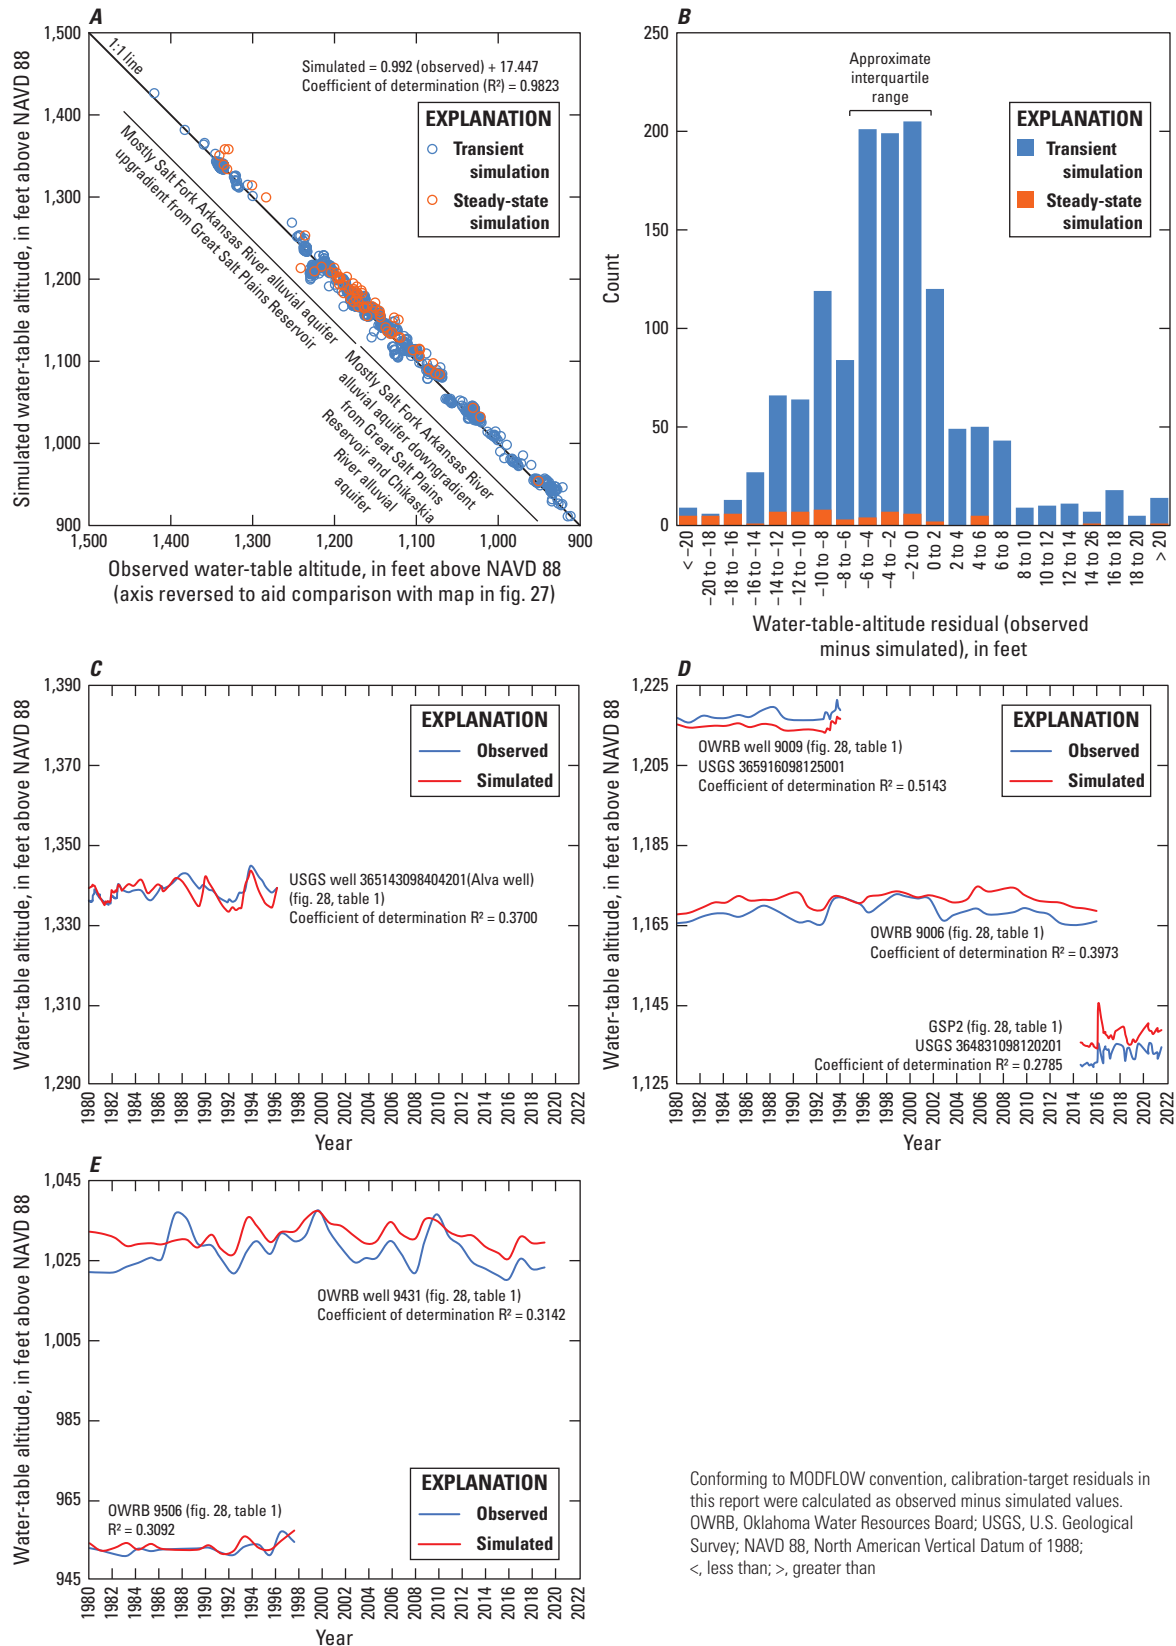 A
1,500
1,400
1,300
1,200
1,100
1,000
900
Simulated water-table altitude, in feet above NAVD 88
1:1 line
Simulated = 0.992 (observed) + 17.447
Coefficient of determination (R²) = 0.9823
EXPLANATION
Transient
simulation
Steady-state
simulation
Mostly Salt Fork Arkansas River alluvial aquifer
upgradient from Great Salt Plains Reservoir
Mostly Salt Fork Arkansas River
alluvial aquifer downgradient
from Great Salt Plains
Reservoir and Chikaskia
River alluvial
aquifer
1,500
1,400
1,300
1,200
1,100
1,000
900
Observed water-table altitude, in feet above NAVD 88
(axis reversed to aid comparison with map in fig. 27)
B
250
200
150
100
50
0
Count
Approximate
interquartile
range
EXPLANATION
Transient
simulation
Steady-state
simulation
< −20
−20 to −18
−18 to −16
−16 to −14
−14 to −12
−12 to −10
−10 to −8
−8 to −6
−6 to −4
−4 to −2
−2 to 0
0 to 2
2 to 4
4 to 6
6 to 8
8 to 10
10 to 12
12 to 14
14 to 26
16 to 18
18 to 20
> 20
Water-table-altitude residual (observed
minus simulated), in feet
C
1,390
1,370
1,350
1,330
1,310
1,290
Water-table altitude, in feet above NAVD 88
EXPLANATION
Observed
Simulated
USGS well 365143098404201(Alva well)
(fig. 28, table 1)
Coefficient of determination R² = 0.3700
1980
1982
1984
1986
1988
1990
1992
1994
1996
1998
2000
2002
2004
2006
2008
2010
2012
2014
2016
2018
2020
2022
Year
D
1,225
1,205
1,185
1,165
1,145
1,125
Water-table altitude, in feet above NAVD 88
EXPLANATION
Observed
Simulated
OWRB well 9009 (fig. 28, table 1)
USGS 365916098125001
Coefficient of determination R² = 0.5143
OWRB 9006 (fig. 28, table 1)
Coefficient of determination R² = 0.3973
GSP2 (fig. 28, table 1)
USGS 364831098120201
Coefficient of determination R² = 0.2785
1980
1982
1984
1986
1988
1990
1992
1994
1996
1998
2000
2002
2004
2006
2008
2010
2012
2014
2016
2018
2020
2022
Year
E
1,045
1,025
1,005
985
965
945
Water-table altitude, in feet above NAVD 88
OWRB well 9431 (fig. 28, table 1)
Coefficient of determination R² = 0.3142
OWRB 9506 (fig. 28, table 1)
R² = 0.3092
EXPLANATION
Observed
Simulated
1980
1982
1984
1986
1988
1990
1992
1994
1996
1998
2000
2002
2004
2006
2008
2010
2012
2014
2016
2018
2020
2022
Year
Conforming to MODFLOW convention, calibration-target residuals in
this report were calculated as observed minus simulated values.
OWRB, Oklahoma Water Resources Board; USGS, U.S. Geological
Survey; NAVD 88, North American Vertical Datum of 1988;
<, less than; >, greater than